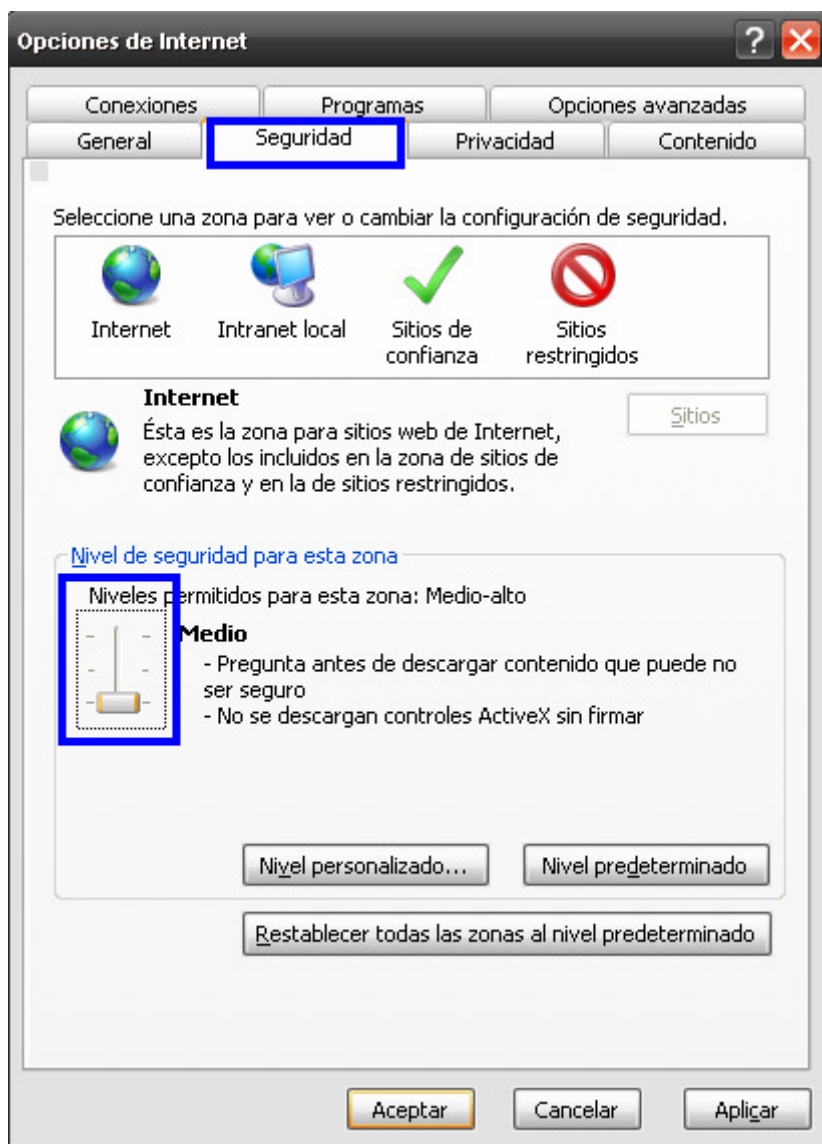 Opciones de Internet
?
Conexiones Programas Opciones avanzadas
General Seguridad Privacidad Contenido
Seleccione una zona para ver o cambiar la configuración de seguridad.
Internet Intranet local Sitios de confianza Sitios restringidos
Internet
Sitios
Ésta es la zona para sitios web de Internet,
excepto los incluidos en la zona de sitios de
confianza y en la de sitios restringidos.
Nivel de seguridad para esta zona
Niveles permitidos para esta zona: Medio-alto
Medio
- Pregunta antes de descargar contenido que puede no
ser seguro
- No se descargan controles ActiveX sin firmar
Nivel personalizado... Nivel predeterminado
Restablecer todas las zonas al nivel predeterminado
Aceptar Cancelar Aplicar